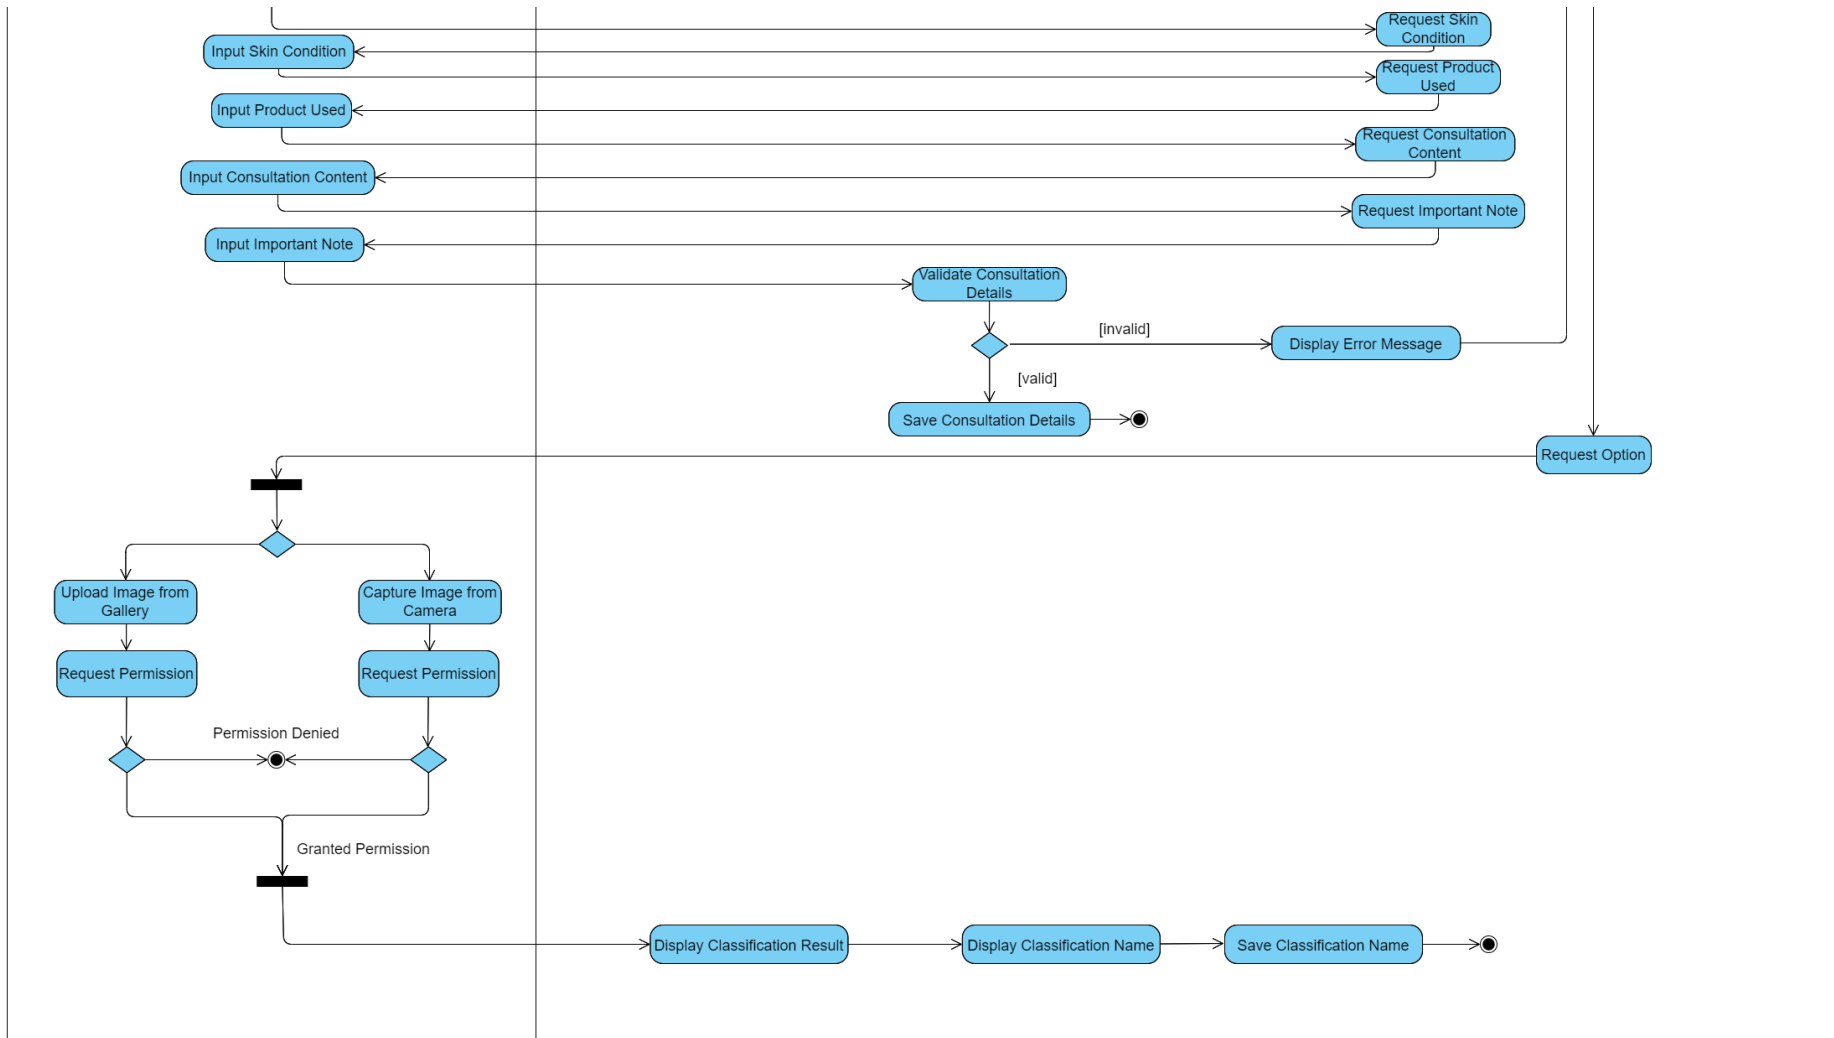 Request Skin
Condition
Input Skin Condition
Request Product
Used
Input Product Used
Request Consultation
Content
Input Consultation Content
Request Important Note
Input Important Note
Validate Consultation
Details
[invalid]
Display Error Message
[valid]
Save Consultation Details
Request Option
Upload Image from
Gallery
Capture Image from
Camera
Request Permission
Request Permission
Permission Denied
Granted Permission
Display Classification Result
Display Classification Name
Save Classification Name